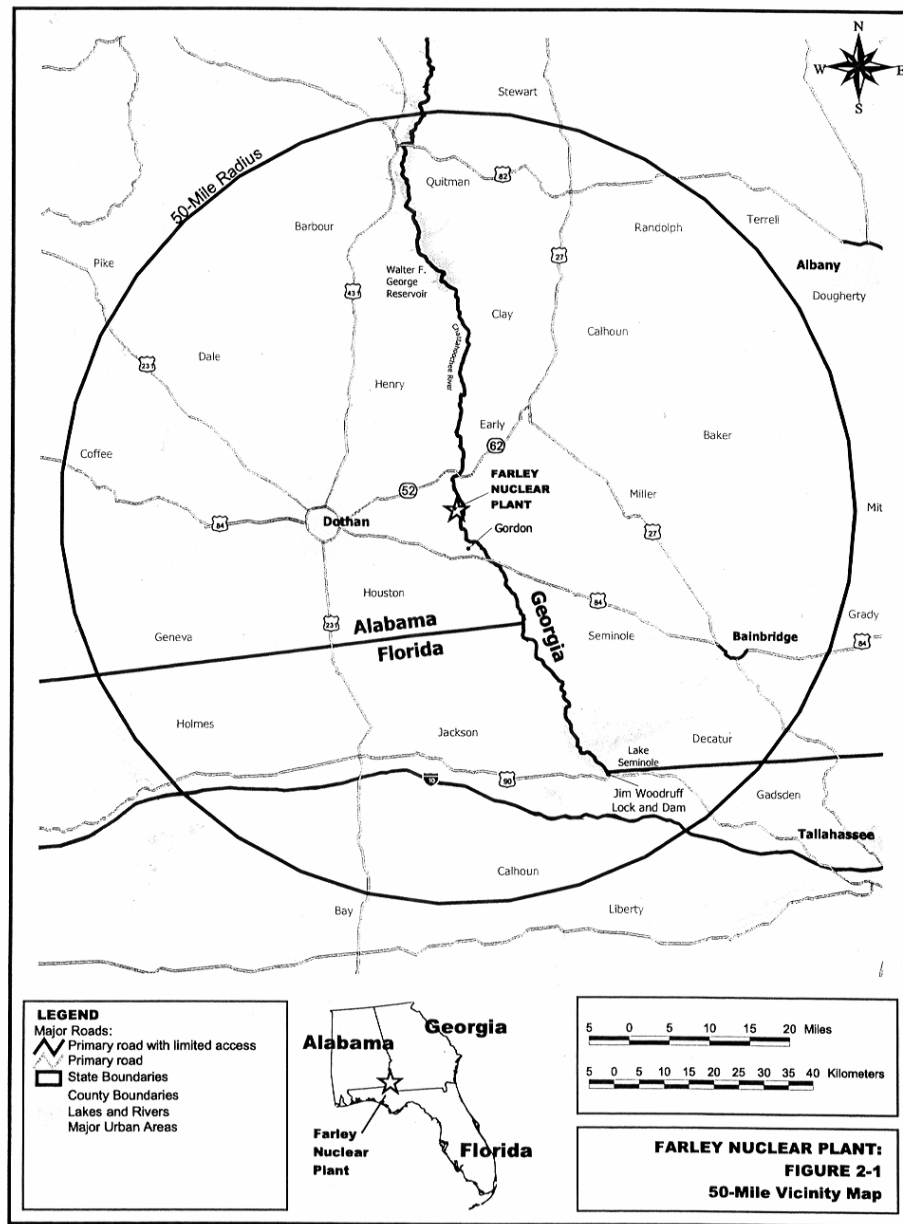 N
W
E
S
Stewart
50-Mile Radius
Quitman
82
Barbour
Randolph
Terrell
Pike
27
Albany
Walter F.
George
Reservoir
431
Dougherty
Clay
Chattahoochee River
Calhoun
231
Dale
Henry
Early
62
Baker
Coffee
52
FARLEY
NUCLEAR
PLANT
Miller
Mit
84
Dothan
Gordon
27
Houston
84
Georgia
Grady
Geneva
231
Alabama
Florida
Seminole
Bainbridge
84
Holmes
Jackson
Decatur
Lake
Seminole
10
90
Jim Woodruff
Lock and Dam
Gadsden
Tallahassee
Calhoun
Bay
Liberty
LEGEND
Major Roads:
Primary road with limited access
Primary road
State Boundaries
County Boundaries
Lakes and Rivers
Major Urban Areas
Alabama
Georgia
Farley
Nuclear
Plant
Florida
5 0 5 10 15 20 Miles
5 0 5 10 15 20 25 30 35 40 Kilometers
FARLEY NUCLEAR PLANT:
FIGURE 2-1
50-Mile Vicinity Map